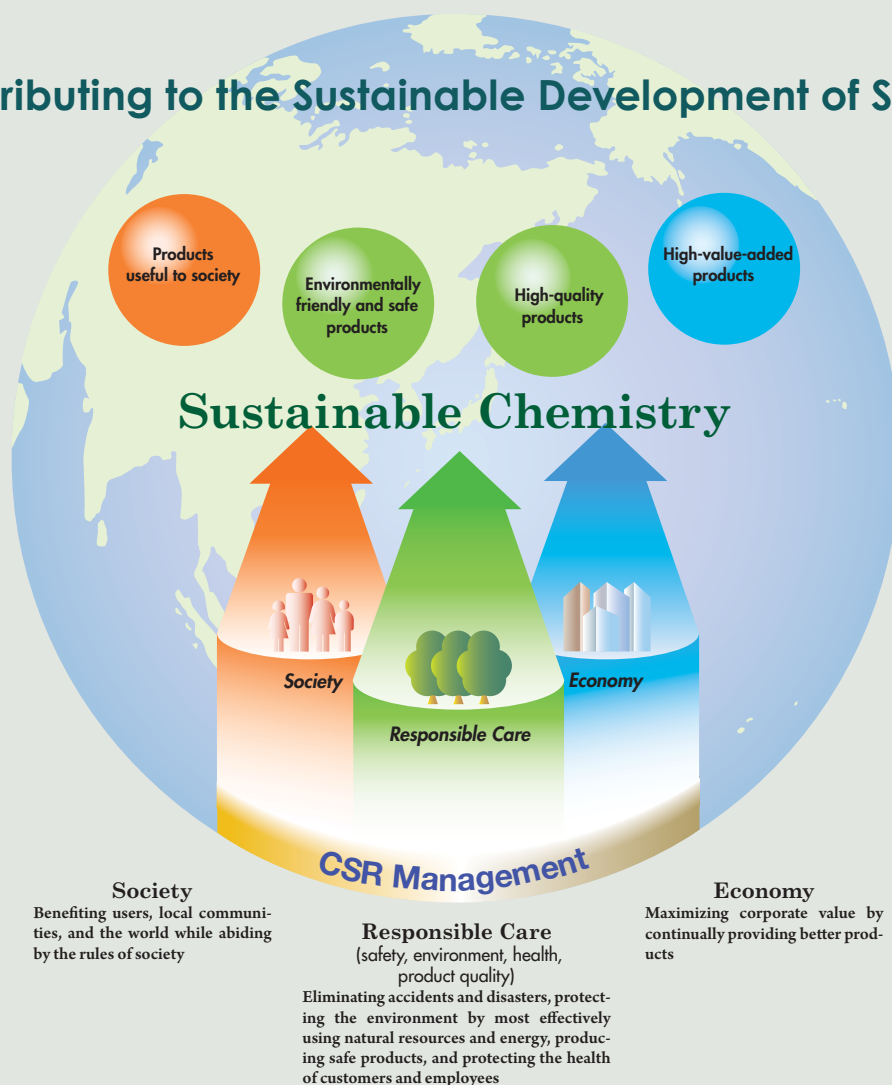 ributing to the Sustainable Development of S
Products
useful to society
Environmentally
friendly and safe
products
High-quality
products
High-value-added
products
Sustainable Chemistry
Society
Responsible Care
Economy
CSR Management
Society
Benefiting users, local communi-
ties, and the world while abiding
by the rules of society
Responsible Care
(safety, environment, health,
product quality)
Eliminating accidents and disasters, protect-
ing the environment by most effectively
using natural resources and energy, produc-
ing safe products, and protecting the health
of customers and employees
Economy
Maximizing corporate value by
continually providing better prod-
ucts